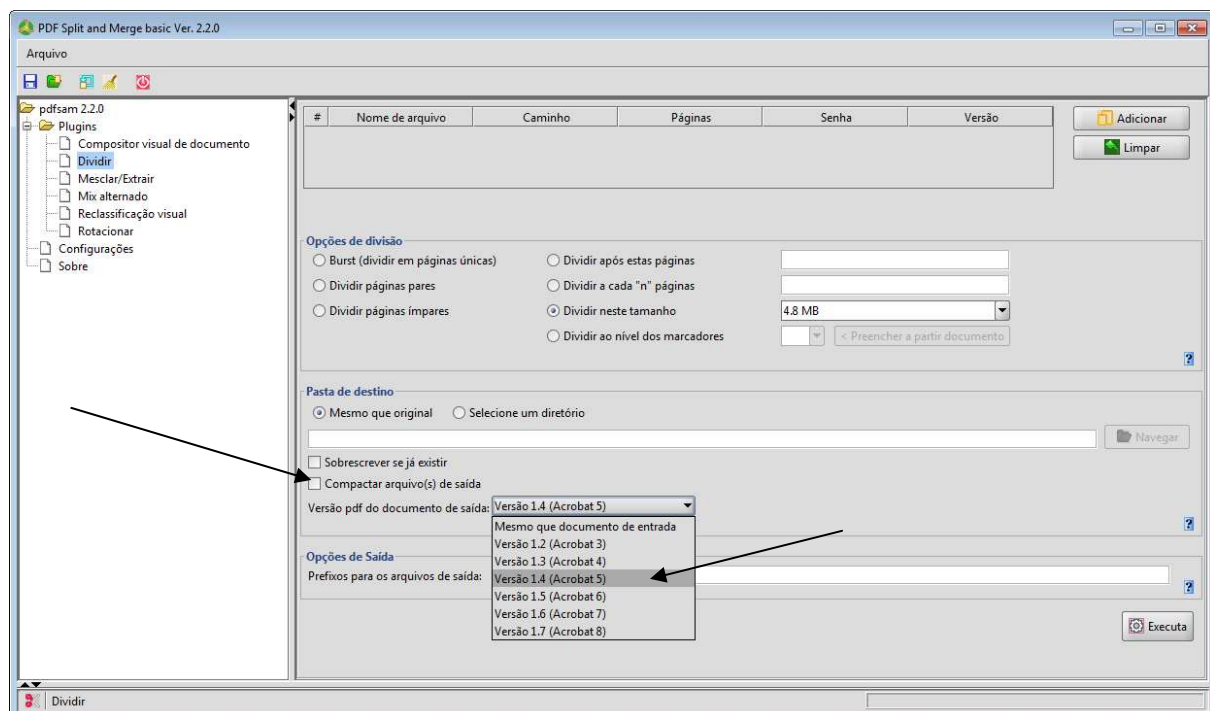 PDF Split and Merge basic Ver. 2.2.0
Arquivo
pdfsam 2.2.0
Plugins
Compositor visual de documento
Dividir
Mesclar/Extrair
Mix alternado
Reclassificação visual
Rotacionar
Configurações
Sobre
# Nome de arquivo Caminho Páginas Senha Versão
Adicionar
Limpar
Opções de divisão
Burst (dividir em páginas únicas) Dividir após estas páginas
Dividir páginas pares Dividir a cada "n" páginas
Dividir páginas ímpares Dividir neste tamanho 4.8 MB
Dividir ao nível dos marcadores < Preencher a partir documento
?
Pasta de destino
Mesmo que original Selecione um diretório
Navegar
Sobrescrever se já existir
Compactar arquivo(s) de saída
Versão pdf do documento de saída: Versão 1.4 (Acrobat 5)
Mesmo que documento de entrada
?
Versão 1.2 (Acrobat 3)
Versão 1.3 (Acrobat 4)
Opções de Saída
Prefixos para os arquivos de saída: Versão 1.4 (Acrobat 5)
?
Versão 1.5 (Acrobat 6)
Versão 1.6 (Acrobat 7)
Versão 1.7 (Acrobat 8)
Executa
Dividir